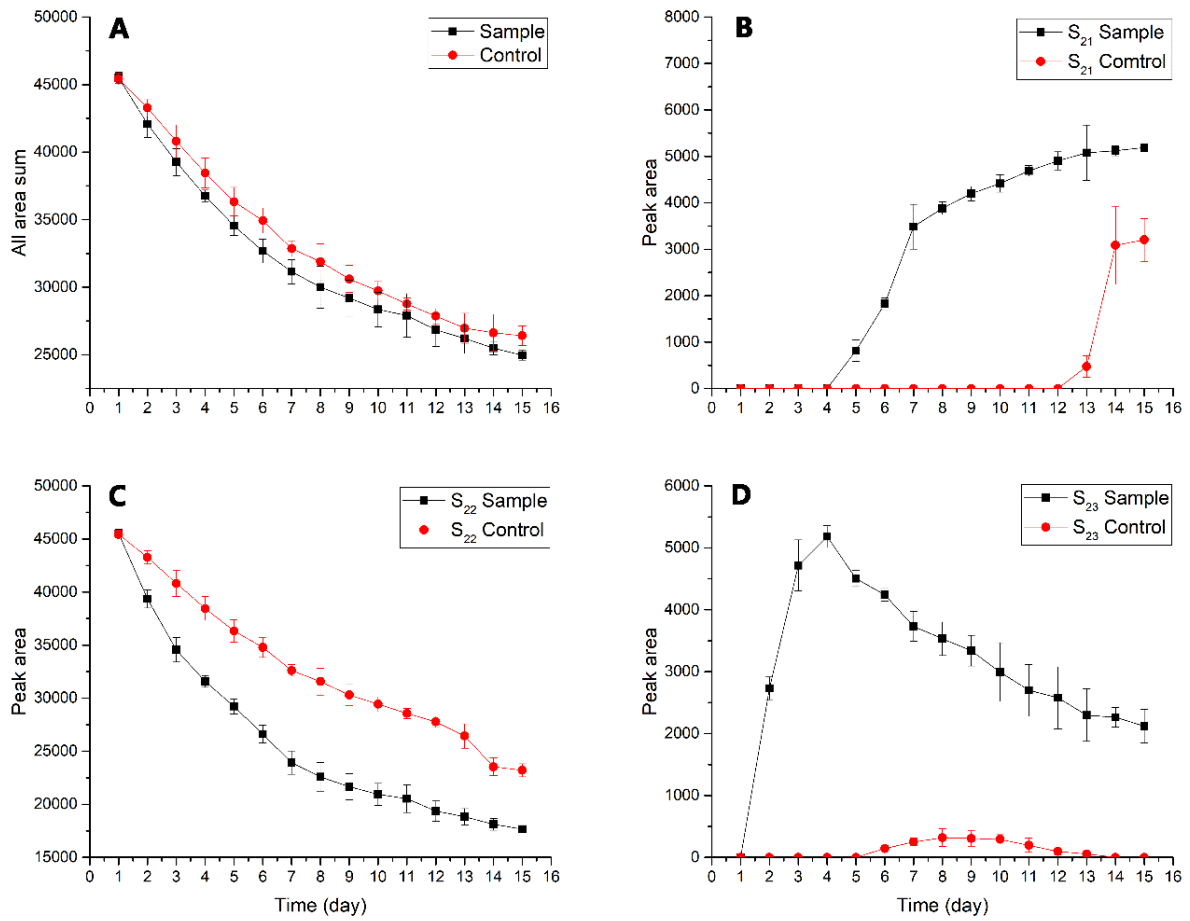 A
Sample
Control
50000
45000
40000
35000
30000
25000
All area sum
0 1 2 3 4 5 6 7 8 9 10 11 12 13 14 15 16
B
S21 Sample
S21 Comtrol
8000
7000
6000
5000
4000
3000
2000
1000
0
Peak area
0 1 2 3 4 5 6 7 8 9 10 11 12 13 14 15 16
C
S22 Sample
S22 Control
50000
45000
40000
35000
30000
25000
20000
15000
Peak area
0 1 2 3 4 5 6 7 8 9 10 11 12 13 14 15 16
Time (day)
D
S23 Sample
S23 Control
6000
5000
4000
3000
2000
1000
0
Peak area
0 1 2 3 4 5 6 7 8 9 10 11 12 13 14 15 16
Time (day)